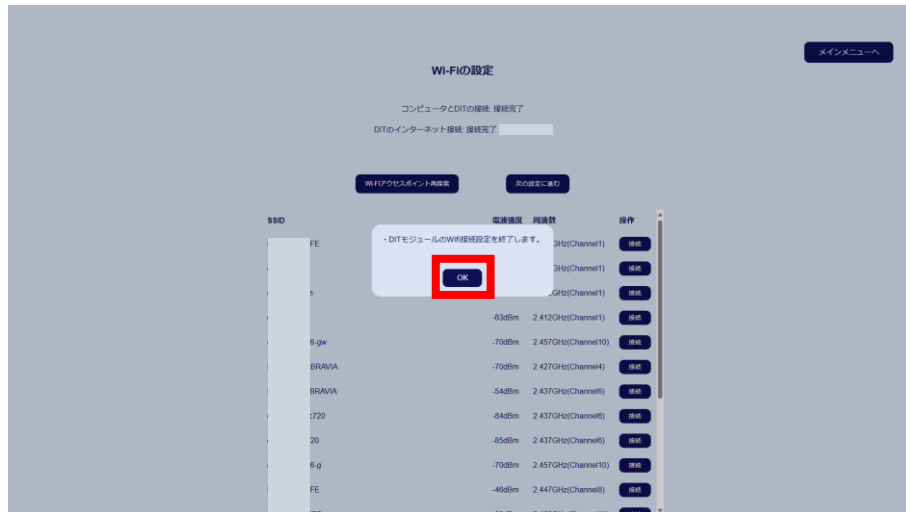 メインメニューへ
Wi-Fiの設定
コンピュータとDITの接続: 接続完了
DITのインターネット接続: 接続完了
Wi-Fiアクセスポイント再探索 次の設定に進む
SSID 電波強度 周波数 操作
・DITモジュールのWifi接続設定を終了します。
OK
FE GHz(Channel1) 接続
GHz(Channel1) 接続
GHz(Channel1) 接続
-63dBm 2.412GHz(Channel1) 接続
6-gw -70dBm 2.457GHz(Channel10) 接続
BRAVIA -70dBm 2.427GHz(Channel4) 接続
BRAVIA -54dBm 2.437GHz(Channel6) 接続
720 -84dBm 2.437GHz(Channel6) 接続
20 -85dBm 2.437GHz(Channel6) 接続
6-g -70dBm 2.457GHz(Channel10) 接続
FE -46dBm 2.447GHz(Channel8) 接続